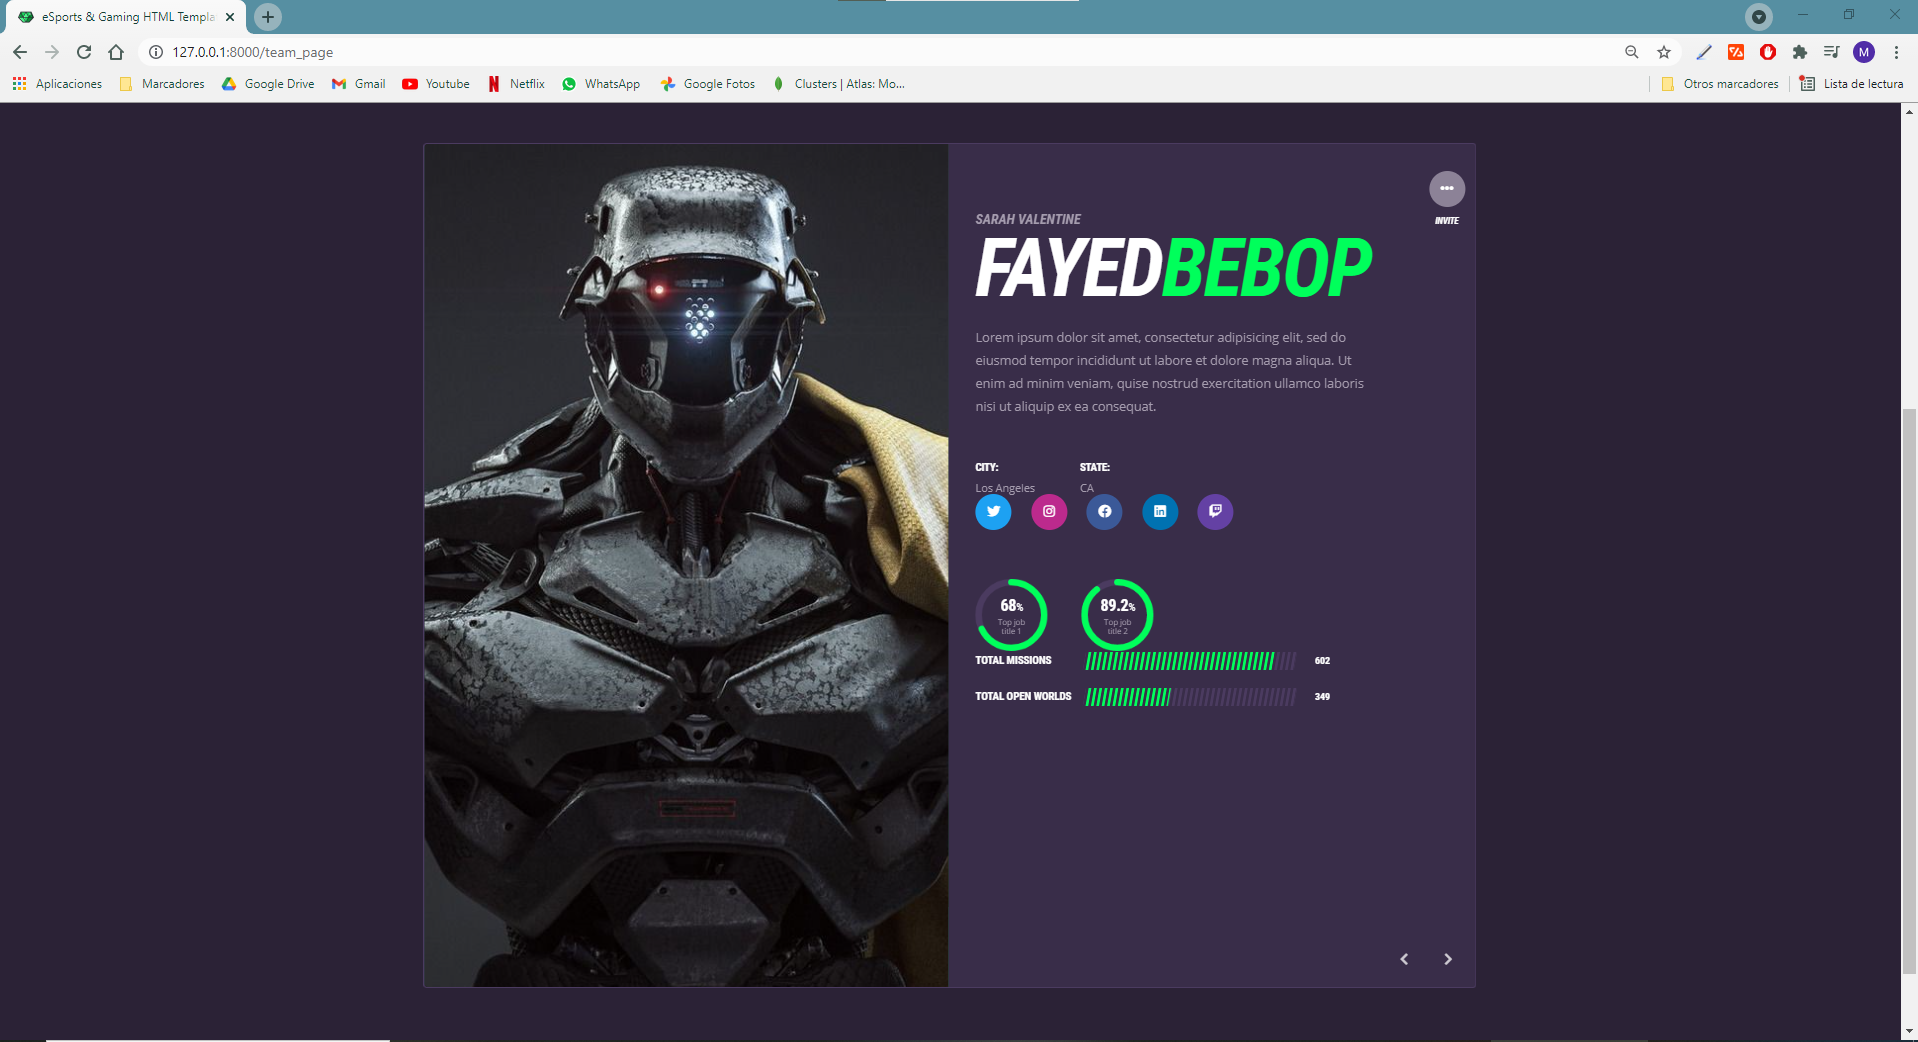 eSports & Gaming HTML Templa
127.0.0.1:8000/team_page
M
Aplicaciones
Marcadores
Google Drive
Gmail
Youtube
Netflix
WhatsApp
Google Fotos
Clusters | Atlas: Mo...
Otros marcadores
Lista de lectura
INVITE
SARAH VALENTINE
FAYEDBEBOP
Lorem ipsum dolor sit amet, consectetur adipisicing elit, sed do
eiusmod tempor incididunt ut labore et dolore magna aliqua. Ut
enim ad minim veniam, quise nostrud exercitation ullamco laboris
nisi ut aliquip ex ea consequat.
CITY:
Los Angeles
STATE:
CA
68%
Top job
title 1
89.2%
Top job
title 2
TOTAL MISSIONS
602
TOTAL OPEN WORLDS
349